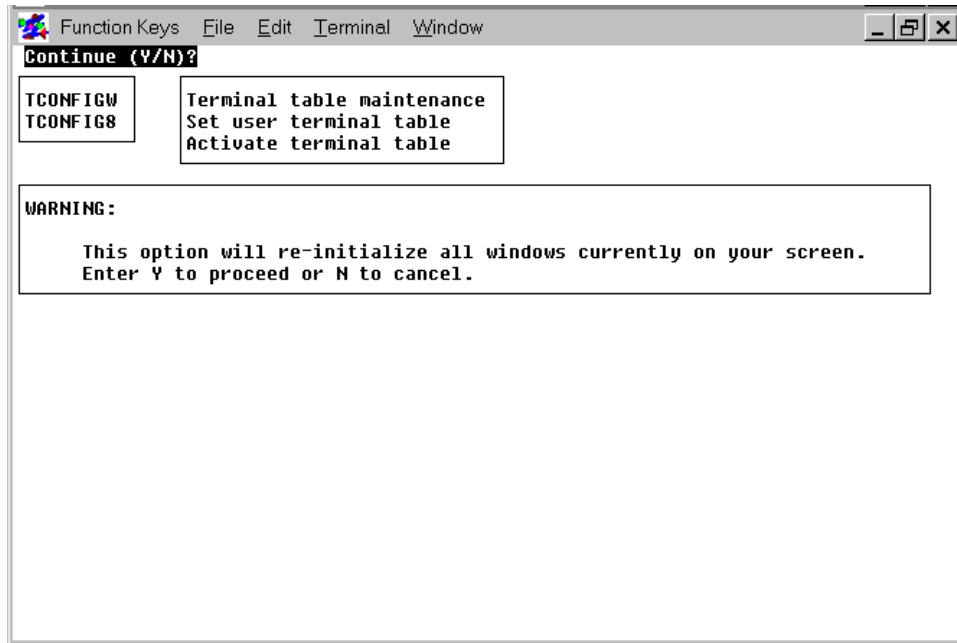 Function Keys File Edit Terminal Window
Continue (Y/N)?
TCONFIGW
TCONFIG8
Terminal table maintenance
Set user terminal table
Activate terminal table
WARNING:
This option will re-initialize all windows currently on your screen.
Enter Y to proceed or N to cancel.